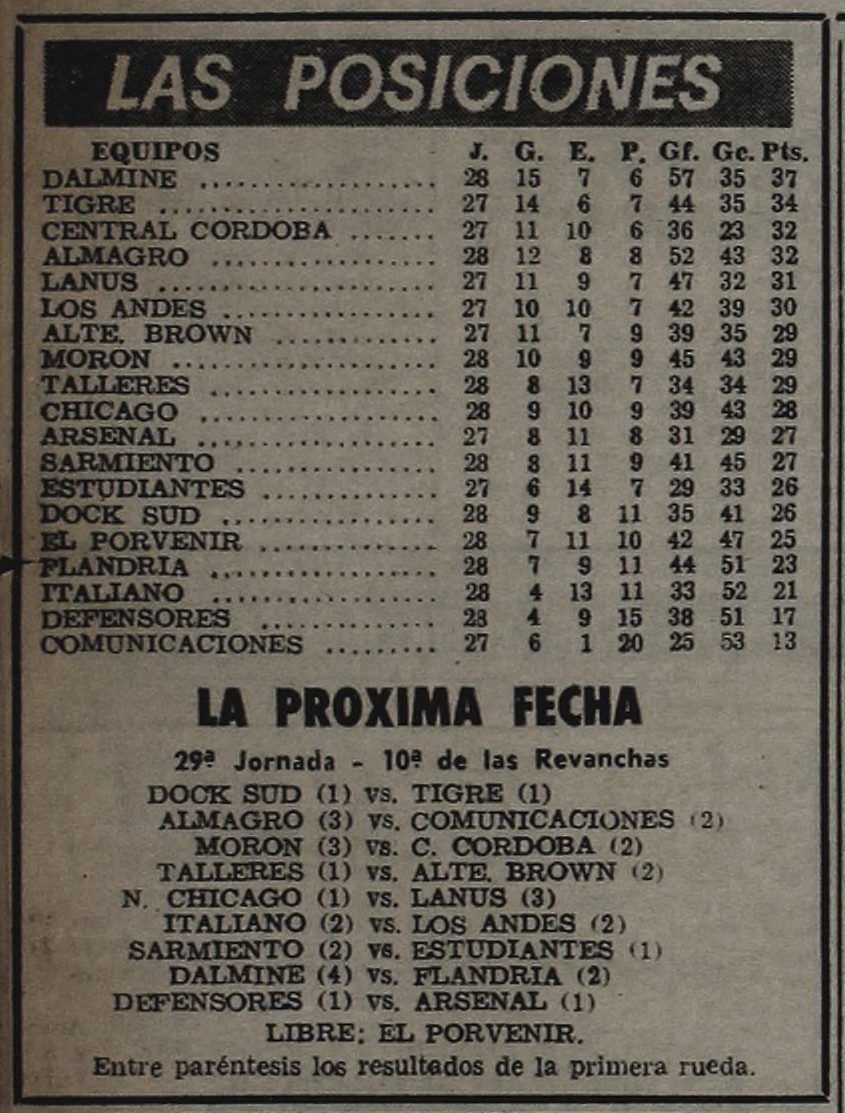 LAS POSICIONES
EQUIPOS J. G. E. P. Gf. Gc. Pts.
DALMINE .................... 28 15 7 6 57 35 37
TIGRE ....................... 27 14 6 7 44 35 34
CENTRAL CORDOBA ....... 27 11 10 6 36 23 32
ALMAGRO ................... 28 12 8 8 52 43 32
LANUS ....................... 27 11 9 7 47 32 31
LOS ANDES .................. 27 10 10 7 42 39 30
ALTE. BROWN ............. 27 11 7 9 39 35 29
MORON ...................... 28 10 9 9 45 43 29
TALLERES ................... 28 8 13 7 34 34 29
CHICAGO .................... 28 9 10 9 39 43 28
ARSENAL .................... 27 8 11 8 31 29 27
SARMIENTO ................. 28 8 11 9 41 45 27
ESTUDIANTES .............. 27 6 14 7 29 33 26
DOCK SUD .................. 28 9 8 11 35 41 26
EL PORVENIR .............. 28 7 11 10 42 47 25
FLANDRIA ................... 28 7 9 11 44 51 23
ITALIANO ................... 28 4 13 11 33 52 21
DEFENSORES .............. 28 4 9 15 38 51 17
COMUNICACIONES ......... 27 6 1 20 25 53 13
LA PROXIMA FECHA
29ª Jornada - 10ª de las Revanchas
DOCK SUD (1) vs. TIGRE (1)
ALMAGRO (3) vs. COMUNICACIONES (2)
MORON (3) vs. C. CORDOBA (2)
TALLERES (1) vs. ALTE. BROWN (2)
N. CHICAGO (1) vs. LANUS (3)
ITALIANO (2) vs. LOS ANDES (2)
SARMIENTO (2) vs. ESTUDIANTES (1)
DALMINE (4) vs. FLANDRIA (2)
DEFENSORES (1) vs. ARSENAL (1)
LIBRE: EL PORVENIR.
Entre paréntesis los resultados de la primera rueda.